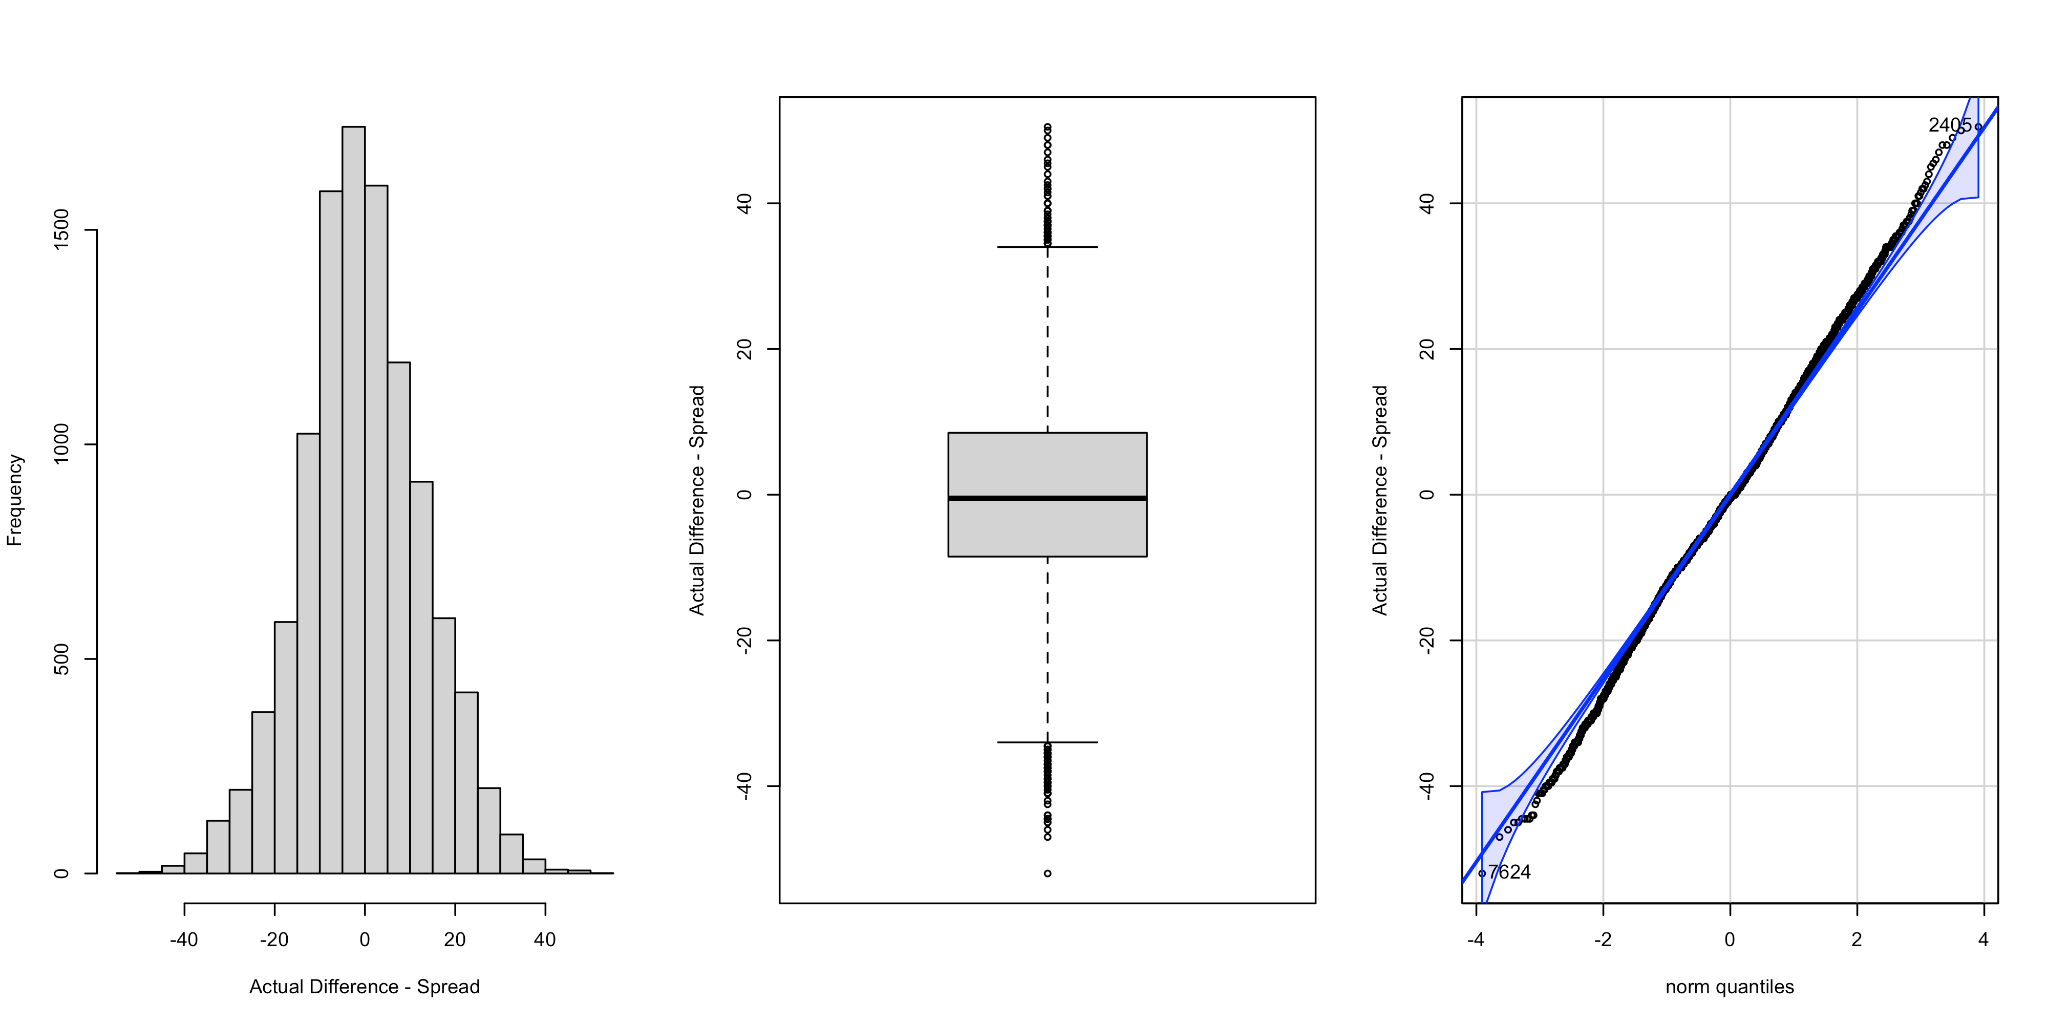 Frequency
1500
1000
500
0
-40 -20 0 20 40
Actual Difference - Spread
Actual Difference - Spread
40
20
0
-20
-40
Actual Difference - Spread
40
20
0
-20
-40
2405
7624
-4 -2 0 2 4
norm quantiles